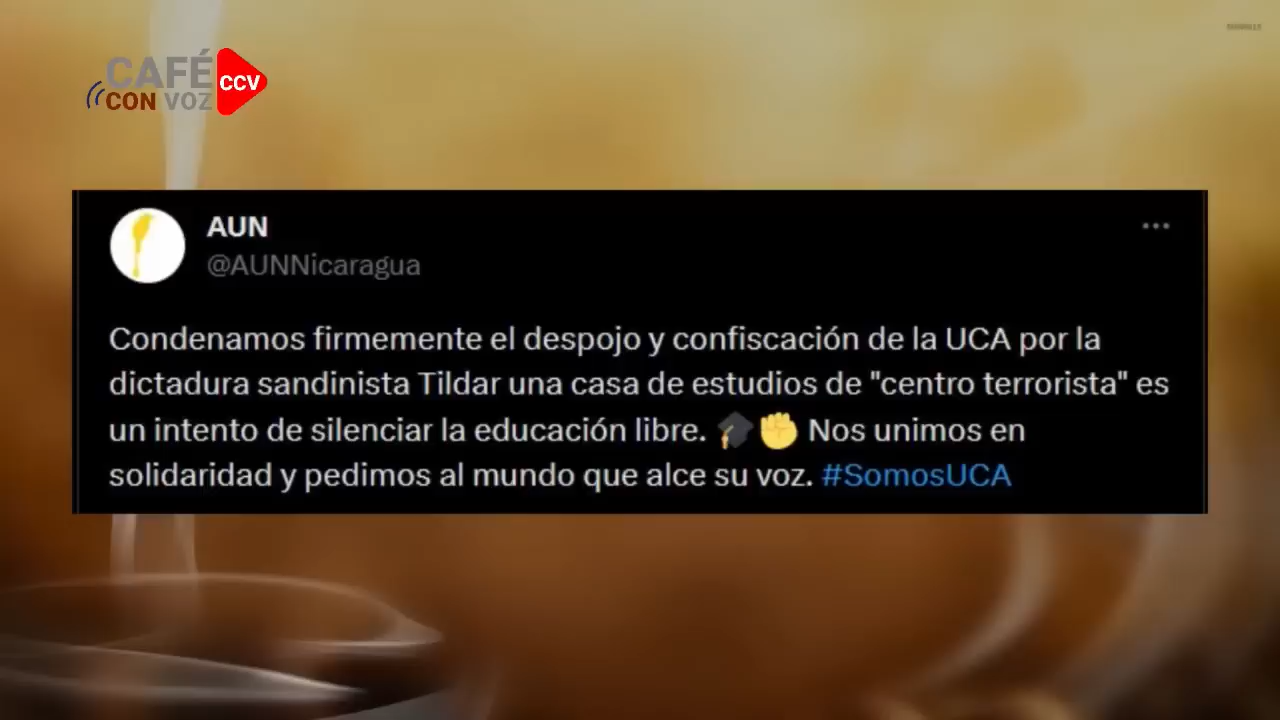 CAFÉ
CON VOZ
CCV
AUN
@AUNNicaragua
Condenamos firmemente el despojo y confiscación de la UCA por la
dictadura sandinista Tildar una casa de estudios de "centro terrorista" es
un intento de silenciar la educación libre. 🎓✊ Nos unimos en
solidaridad y pedimos al mundo que alce su voz. #SomosUCA